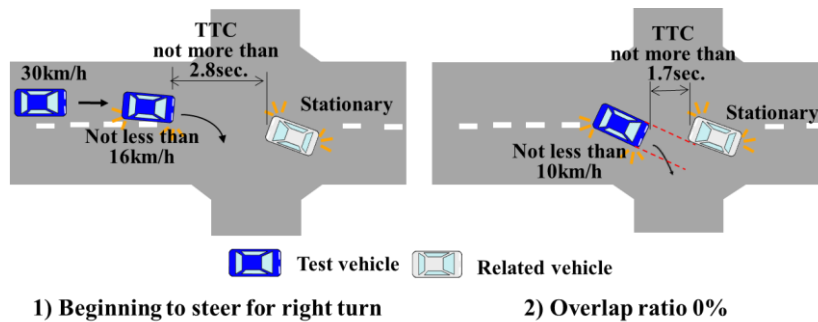 TTC
not more than
2.8sec.
30km/h
Stationary
Not less than
16km/h
TTC
not more than
1.7sec.
Stationary
Not less than
10km/h
Test vehicle
Related vehicle
1) Beginning to steer for right turn
2) Overlap ratio 0%